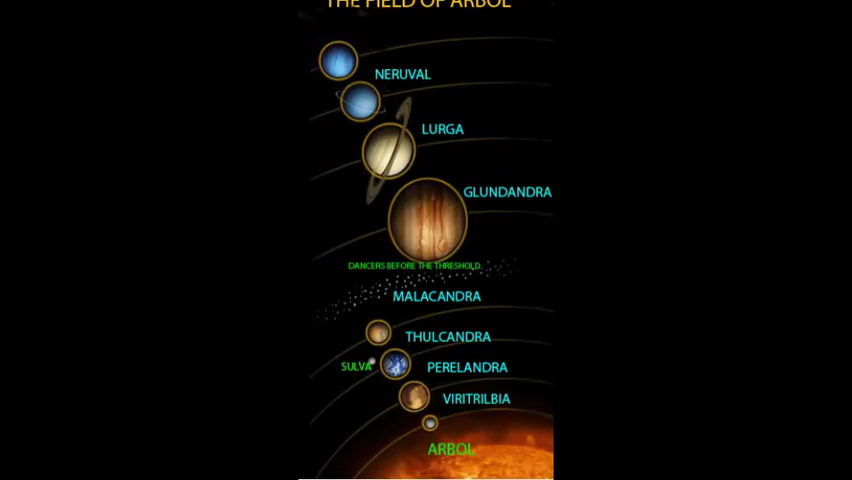 THE FIELD OF ARBOL
NERUVAL
LURGA
GLUNDANDRA
DANCERS BEFORE THE THRESHOLD
MALACANDRA
THULCANDRA
SULVA
PERELANDRA
VIRITRILBIA
ARBOL